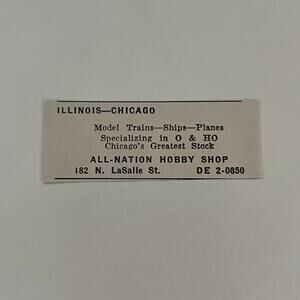 ILLINOIS—CHICAGO
Model Trains—Ships—Planes
Specializing in O & HO
Chicago's Greatest Stock
ALL-NATION HOBBY SHOP
182 N. LaSalle St. DE 2-0850